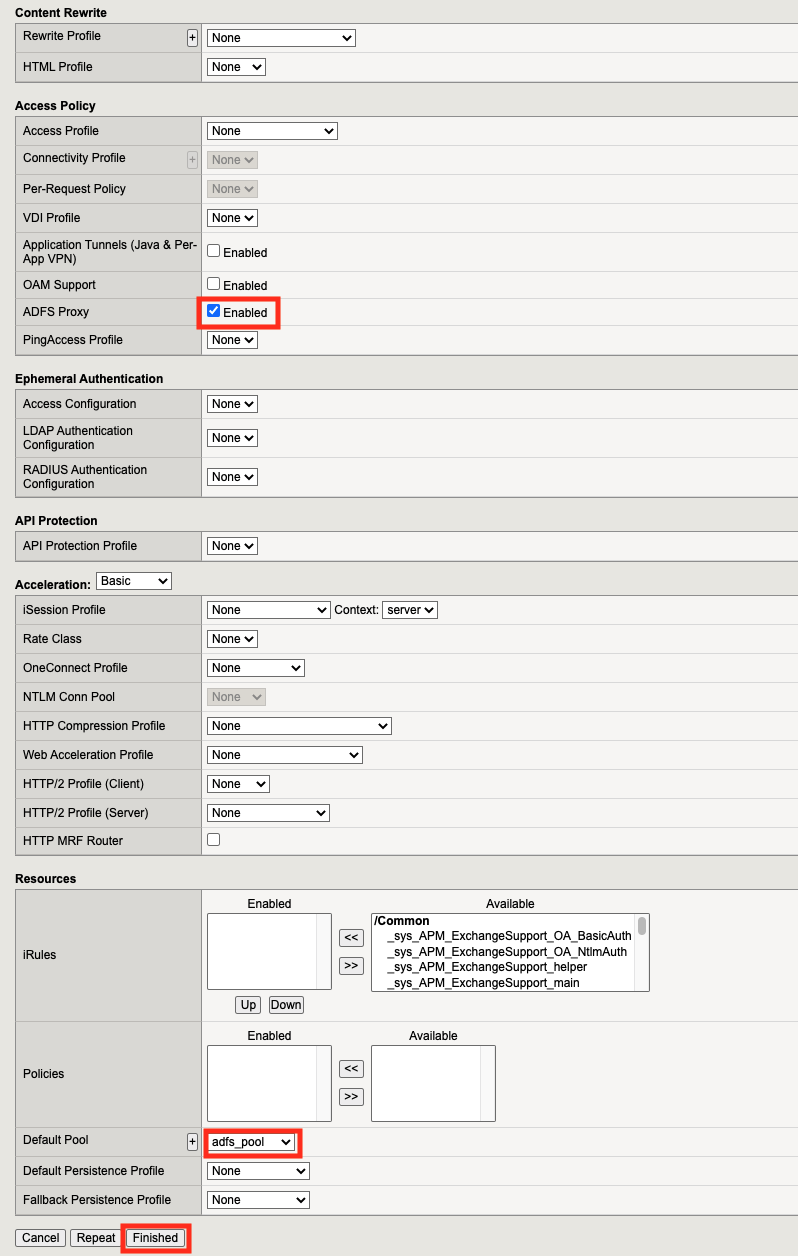 Content Rewrite
Rewrite Profile + None
HTML Profile None
Access Policy
Access Profile None
Connectivity Profile + None
Per-Request Policy None
VDI Profile None
Application Tunnels (Java & Per-
App VPN) Enabled
OAM Support Enabled
ADFS Proxy Enabled
PingAccess Profile None
Ephemeral Authentication
Access Configuration None
LDAP Authentication
Configuration None
RADIUS Authentication
Configuration None
API Protection
API Protection Profile None
Acceleration: Basic
iSession Profile None Context: server
Rate Class None
OneConnect Profile None
NTLM Conn Pool None
HTTP Compression Profile None
Web Acceleration Profile None
HTTP/2 Profile (Client) None
HTTP/2 Profile (Server) None
HTTP MRF Router
Resources
Enabled Available
iRules
/Common
_sys_APM_ExchangeSupport_OA_BasicAuth
_sys_APM_ExchangeSupport_OA_NtlmAuth
_sys_APM_ExchangeSupport_helper
_sys_APM_ExchangeSupport_main
<<
>>
Up Down
Enabled Available
Policies
<<
>>
Default Pool + adfs_pool
Default Persistence Profile None
Fallback Persistence Profile None
Cancel Repeat Finished